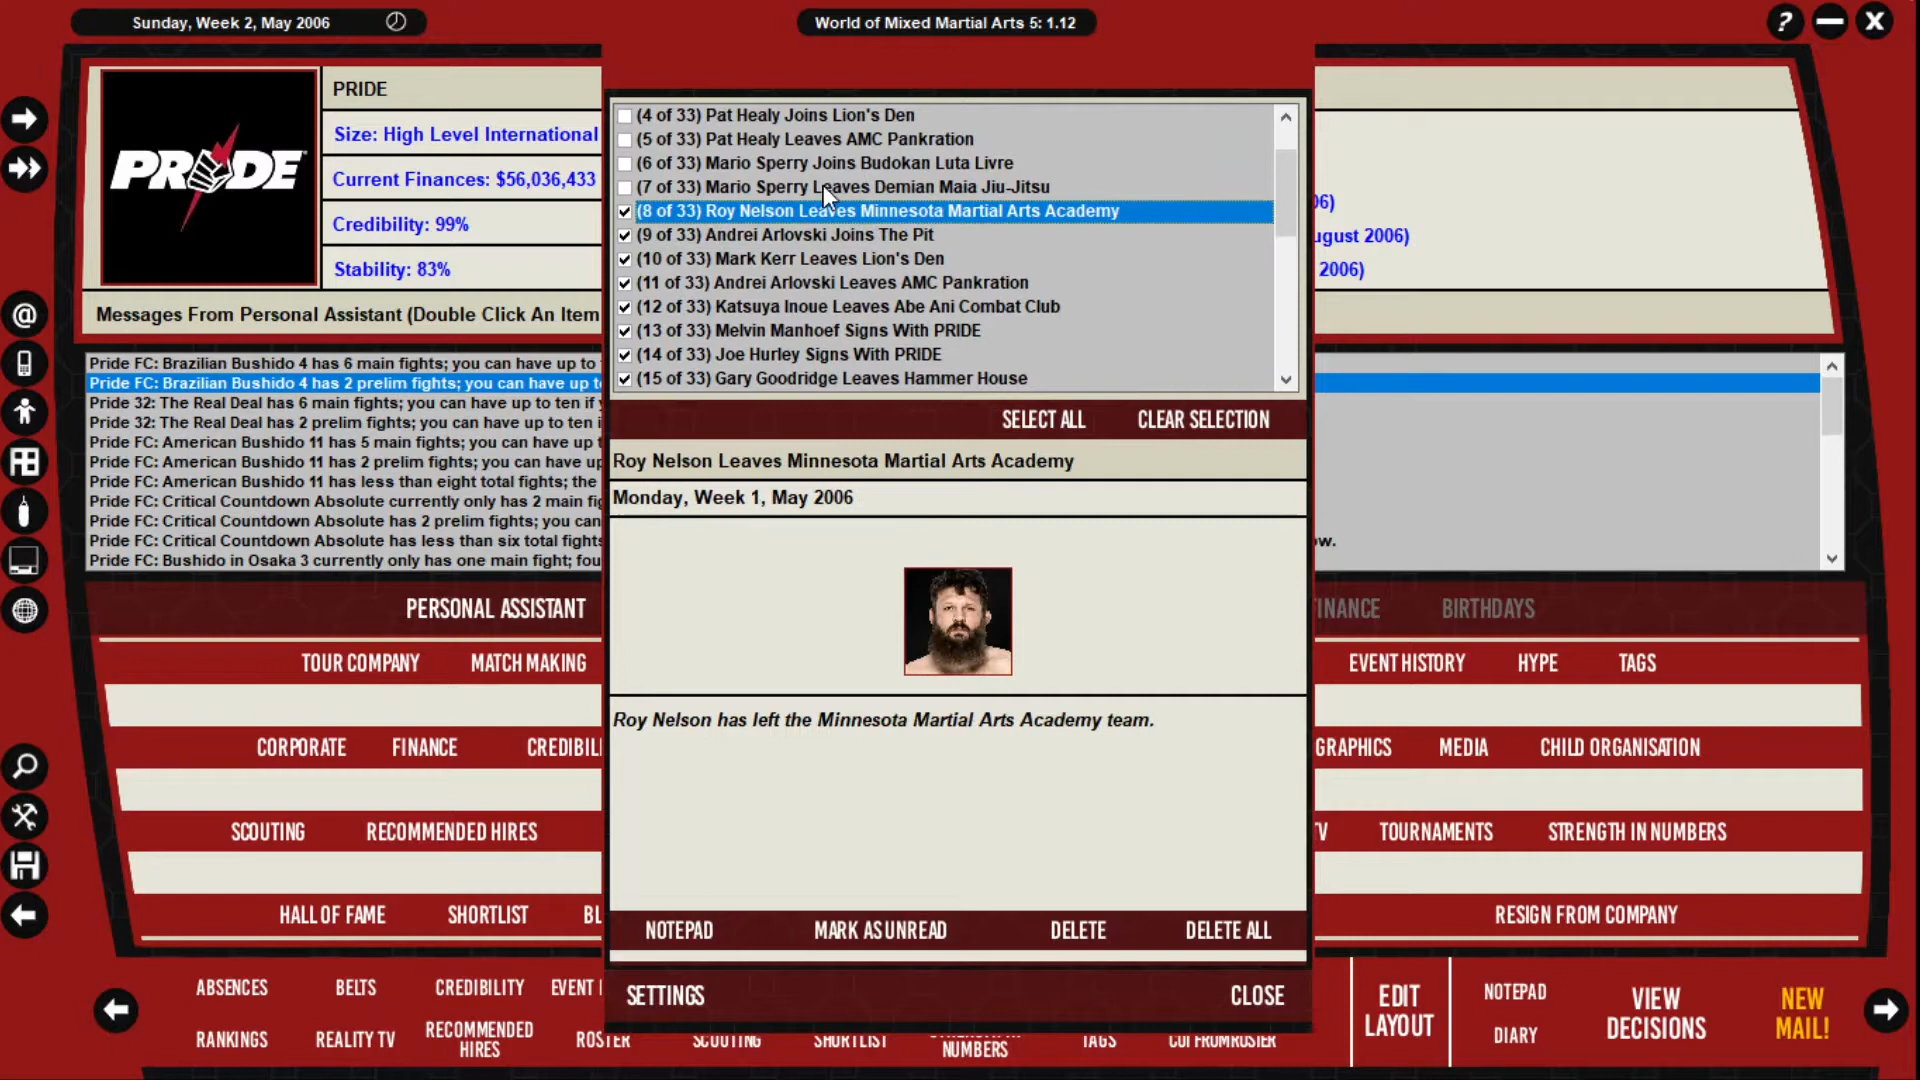 Sunday, Week 2, May 2006
World of Mixed Martial Arts 5: 1.12
?
X
PRIDE
PRIDE
Size: High Level International
Current Finances: $56,036,433
Credibility: 99%
Stability: 83%
06)
ugust 2006)
2006)
Messages From Personal Assistant (Double Click An Item
Pride FC: Brazilian Bushido 4 has 6 main fights; you can have up to
Pride FC: Brazilian Bushido 4 has 2 prelim fights; you can have up to
Pride 32: The Real Deal has 6 main fights; you can have up to ten if y
Pride 32: The Real Deal has 2 prelim fights; you can have up to ten i
Pride FC: American Bushido 11 has 5 main fights; you can have up t
Pride FC: American Bushido 11 has 2 prelim fights; you can have up
Pride FC: American Bushido 11 has less than eight total fights; the
Pride FC: Critical Countdown Absolute currently only has 2 main fig
Pride FC: Critical Countdown Absolute has 2 prelim fights; you can
Pride FC: Critical Countdown Absolute has less than six total fights
ow.
Pride FC: Bushido in Osaka 3 currently only has one main fight; fou
(4 of 33) Pat Healy Joins Lion's Den
(5 of 33) Pat Healy Leaves AMC Pankration
(6 of 33) Mario Sperry Joins Budokan Luta Livre
(7 of 33) Mario Sperry Leaves Demian Maia Jiu-Jitsu
(8 of 33) Roy Nelson Leaves Minnesota Martial Arts Academy
(9 of 33) Andrei Arlovski Joins The Pit
(10 of 33) Mark Kerr Leaves Lion's Den
(11 of 33) Andrei Arlovski Leaves AMC Pankration
(12 of 33) Katsuya Inoue Leaves Abe Ani Combat Club
(13 of 33) Melvin Manhoef Signs With PRIDE
(14 of 33) Joe Hurley Signs With PRIDE
(15 of 33) Gary Goodridge Leaves Hammer House
SELECT ALL CLEAR SELECTION
Roy Nelson Leaves Minnesota Martial Arts Academy
Monday, Week 1, May 2006
Roy Nelson has left the Minnesota Martial Arts Academy team.
NOTEPAD MARK AS UNREAD DELETE DELETE ALL
SETTINGS CLOSE
PERSONAL ASSISTANT INANCE BIRTHDAYS
TOUR COMPANY MATCH MAKING EVENT HISTORY HYPE TAGS
CORPORATE FINANCE CREDIBIL GRAPHICS MEDIA CHILD ORGANISATION
SCOUTING RECOMMENDED HIRES TV TOURNAMENTS STRENGTH IN NUMBERS
HALL OF FAME SHORTLIST BL RESIGN FROM COMPANY
ABSENCES BELTS CREDIBILITY EVENT
RANKINGS REALITY TV RECOMMENDED HIRES ROSTER SCOUTING SHORTLIST NUMBERS TAGS
EDIT LAYOUT
NOTEPAD
DIARY
VIEW DECISIONS
NEW MAIL!